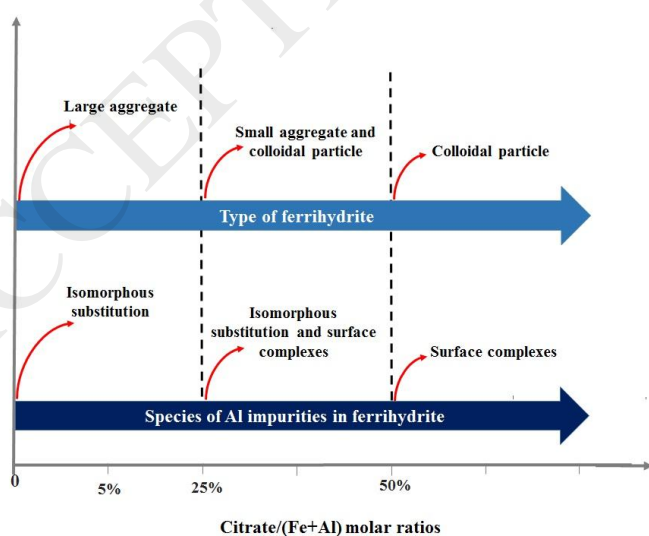 Large aggregate
Small aggregate and
colloidal particle
Colloidal particle
Type of ferrihydrite
Isomorphous
substitution
Isomorphous
substitution and surface
complexes
Surface complexes
Species of Al impurities in ferrihydrite
0
5%
25%
50%
Citrate/(Fe+Al) molar ratios